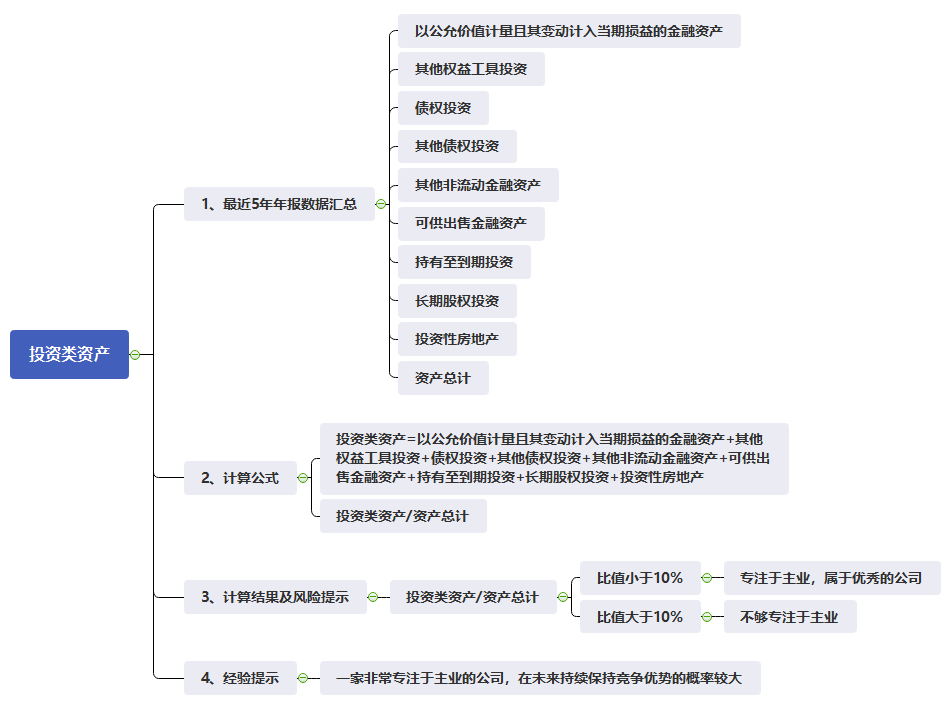 投资类资产
1、最近5年年报数据汇总
以公允价值计量且其变动计入当期损益的金融资产
其他权益工具投资
债权投资
其他债权投资
其他非流动金融资产
可供出售金融资产
持有至到期投资
长期股权投资
投资性房地产
资产总计
2、计算公式
投资类资产=以公允价值计量且其变动计入当期损益的金融资产+其他
权益工具投资+债权投资+其他债权投资+其他非流动金融资产+可供出
售金融资产+持有至到期投资+长期股权投资+投资性房地产
投资类资产/资产总计
3、计算结果及风险提示
投资类资产/资产总计
比值小于10%
专注于主业，属于优秀的公司
比值大于10%
不够专注于主业
4、经验提示
一家非常专注于主业的公司，在未来持续保持竞争优势的概率较大